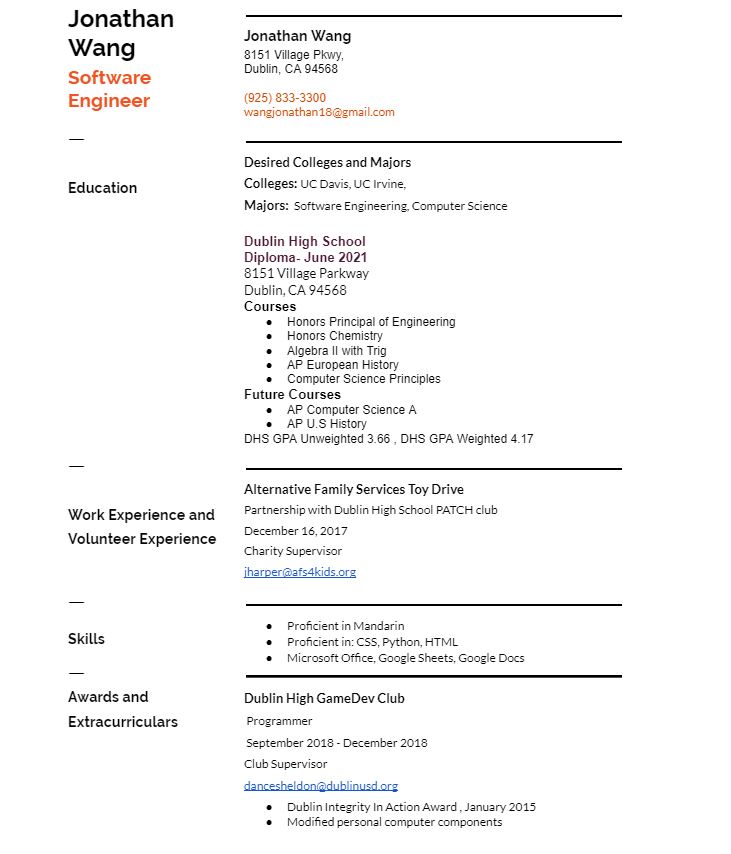 Jonathan
Wang
Software
Engineer
Jonathan Wang
8151 Village Pkwy,
Dublin, CA 94568
(925) 833-3300
wangjonathan18@gmail.com
—
Education
Desired Colleges and Majors
Colleges: UC Davis, UC Irvine,
Majors: Software Engineering, Computer Science
Dublin High School
Diploma- June 2021
8151 Village Parkway
Dublin, CA 94568
Courses
● Honors Principal of Engineering
● Honors Chemistry
● Algebra II with Trig
● AP European History
● Computer Science Principles
Future Courses
● AP Computer Science A
● AP U.S History
DHS GPA Unweighted 3.66 , DHS GPA Weighted 4.17
—
Work Experience and
Volunteer Experience
Alternative Family Services Toy Drive
Partnership with Dublin High School PATCH club
December 16, 2017
Charity Supervisor
jharper@afs4kids.org
—
Skills
● Proficient in Mandarin
● Proficient in: CSS, Python, HTML
● Microsoft Office, Google Sheets, Google Docs
—
Awards and
Extracurriculars
Dublin High GameDev Club
Programmer
September 2018 - December 2018
Club Supervisor
dancesheldon@dublinusd.org
● Dublin Integrity In Action Award , January 2015
● Modified personal computer components